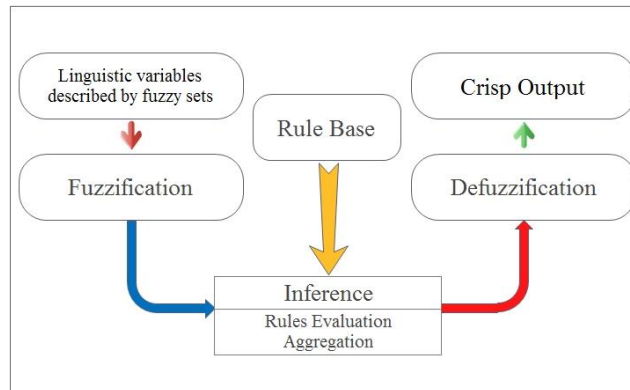 Linguistic variables
described by fuzzy sets
Fuzzification
Rule Base
Inference
Rules Evaluation
Aggregation
Defuzzification
Crisp Output